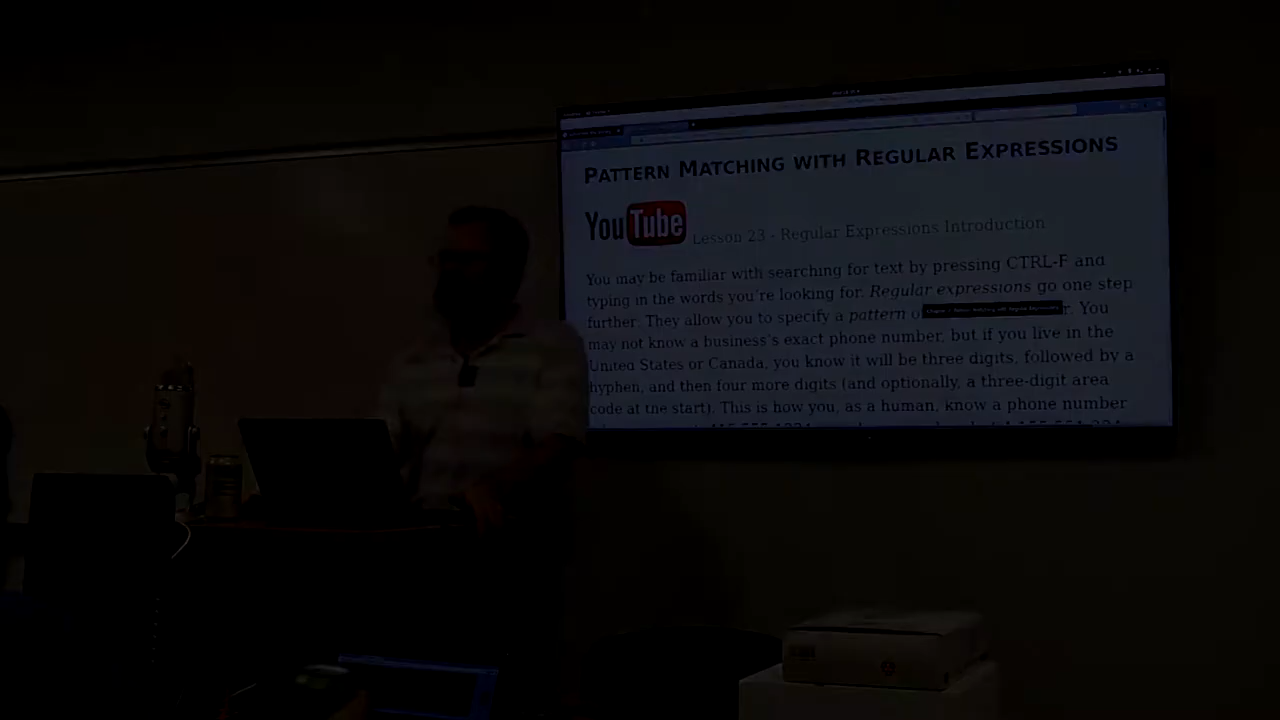 PATTERN MATCHING WITH REGULAR EXPRESSIONS
YouTube Lesson 23 - Regular Expressions Introduction
You may be familiar with searching for text by pressing CTRL-F and
typing in the words you're looking for. Regular expressions go one step
further: They allow you to specify a pattern o r. You
may not know a business's exact phone number, but if you live in the
United States or Canada, you know it will be three digits, followed by a
hyphen, and then four more digits (and optionally, a three-digit area
code at the start). This is how you, as a human, know a phone number